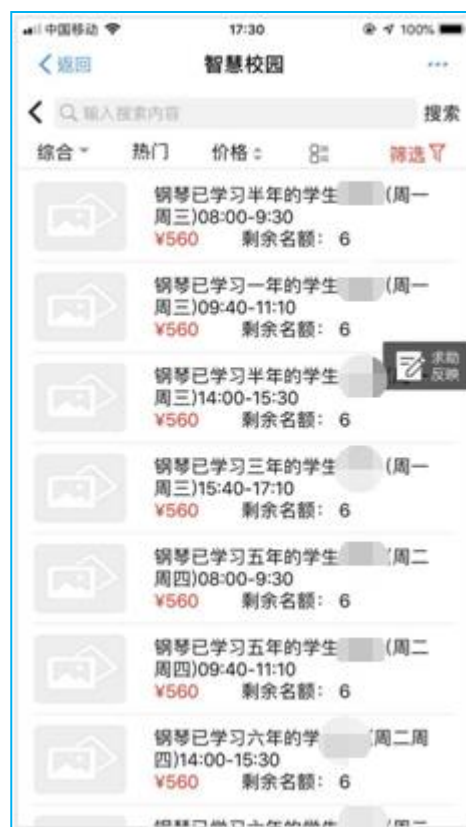 中国移动 17:30 100%
返回 智慧校园 ...
输入搜索内容 搜索
综合 热门 价格 筛选
钢琴已学习半年的学生 (周一
周三)08:00-9:30
¥560 剩余名额: 6
钢琴已学习一年的学生 (周一
周三)09:40-11:10
¥560 剩余名额: 6
求助
反映
钢琴已学习半年的学生
周三)14:00-15:30
¥560 剩余名额: 6
钢琴已学习三年的学生 (周一
周三)15:40-17:10
¥560 剩余名额: 6
钢琴已学习五年的学生 (周二
周四)08:00-9:30
¥560 剩余名额: 6
钢琴已学习五年的学生 (周二
周四)09:40-11:10
¥560 剩余名额: 6
钢琴已学习六年的学 (周二周
四)14:00-15:30
¥560 剩余名额: 6